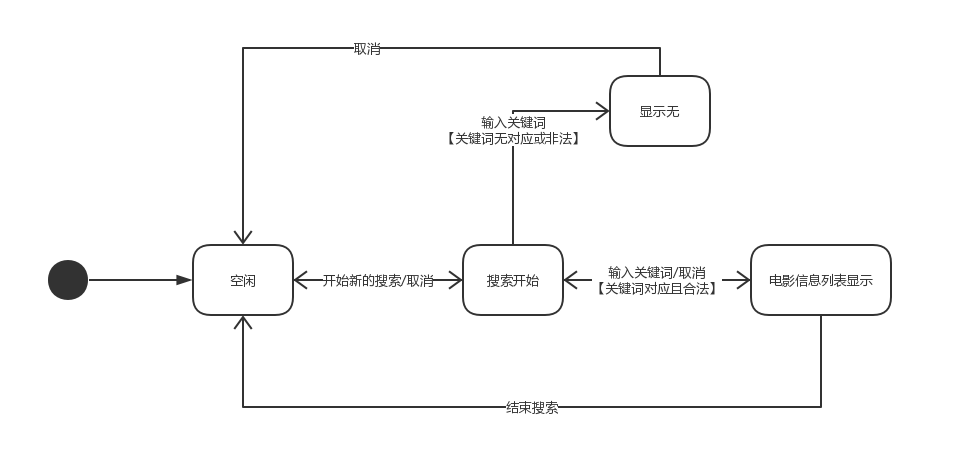 取消
显示无
输入关键词
【关键词无对应或非法】
空闲
开始新的搜索/取消
搜索开始
输入关键词/取消
【关键词对应且合法】
电影信息列表显示
结束搜索